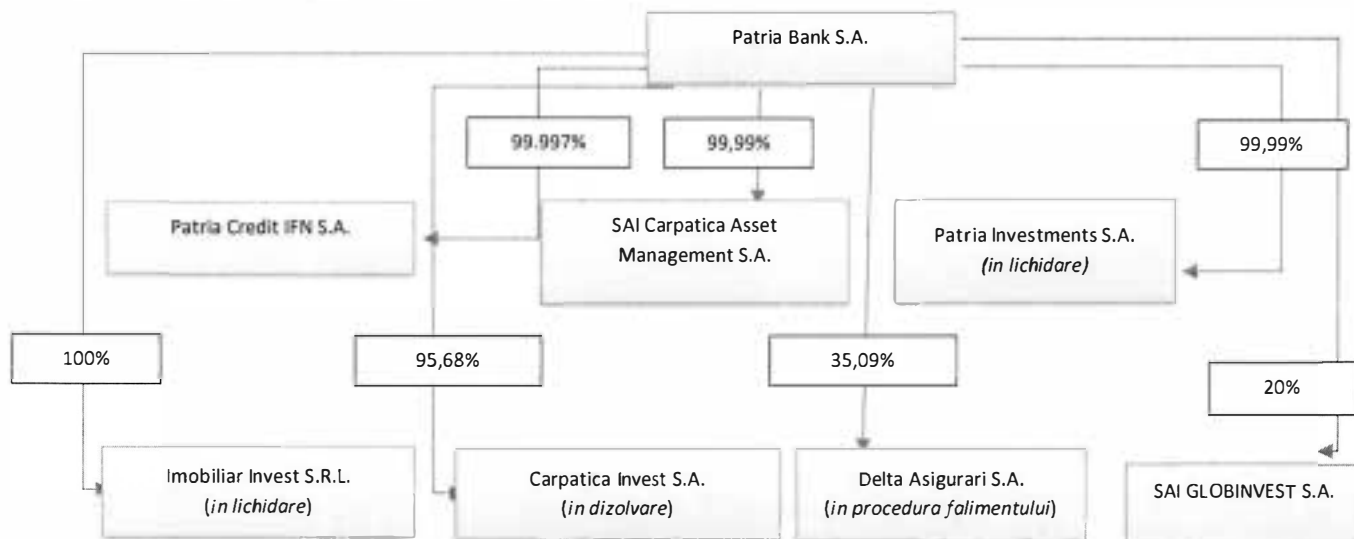 Patria Bank S.A.
99.997%
99,99%
99,99%
Patria Credit IFN S.A.
SAI Carpatica Asset
Management S.A.
Patria Investments S.A.
(in lichidare)
100%
95,68%
35,09%
20%
Imobiliar Invest S.R.L.
(in lichidare)
Carpatica Invest S.A.
(in dizolvare)
Delta Asigurari S.A.
(in procedura falimentului)
SAI GLOBINVEST S.A.